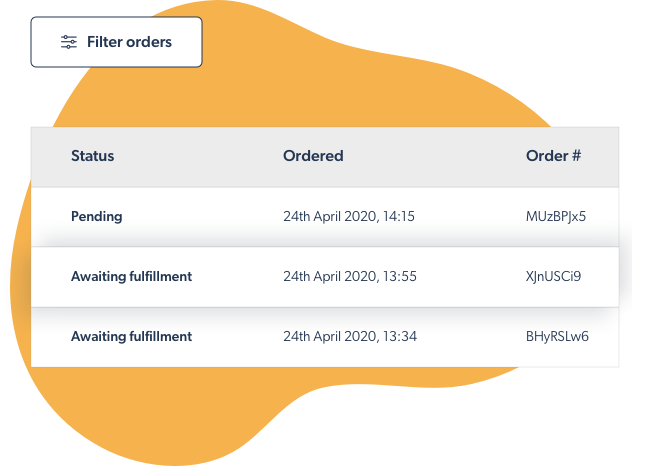 Filter orders
Status Ordered Order #
Pending 24th April 2020, 14:15 MUzBPJx5
Awaiting fulfillment 24th April 2020, 13:55 XJnUSCi9
Awaiting fulfillment 24th April 2020, 13:34 BHyRSLw6